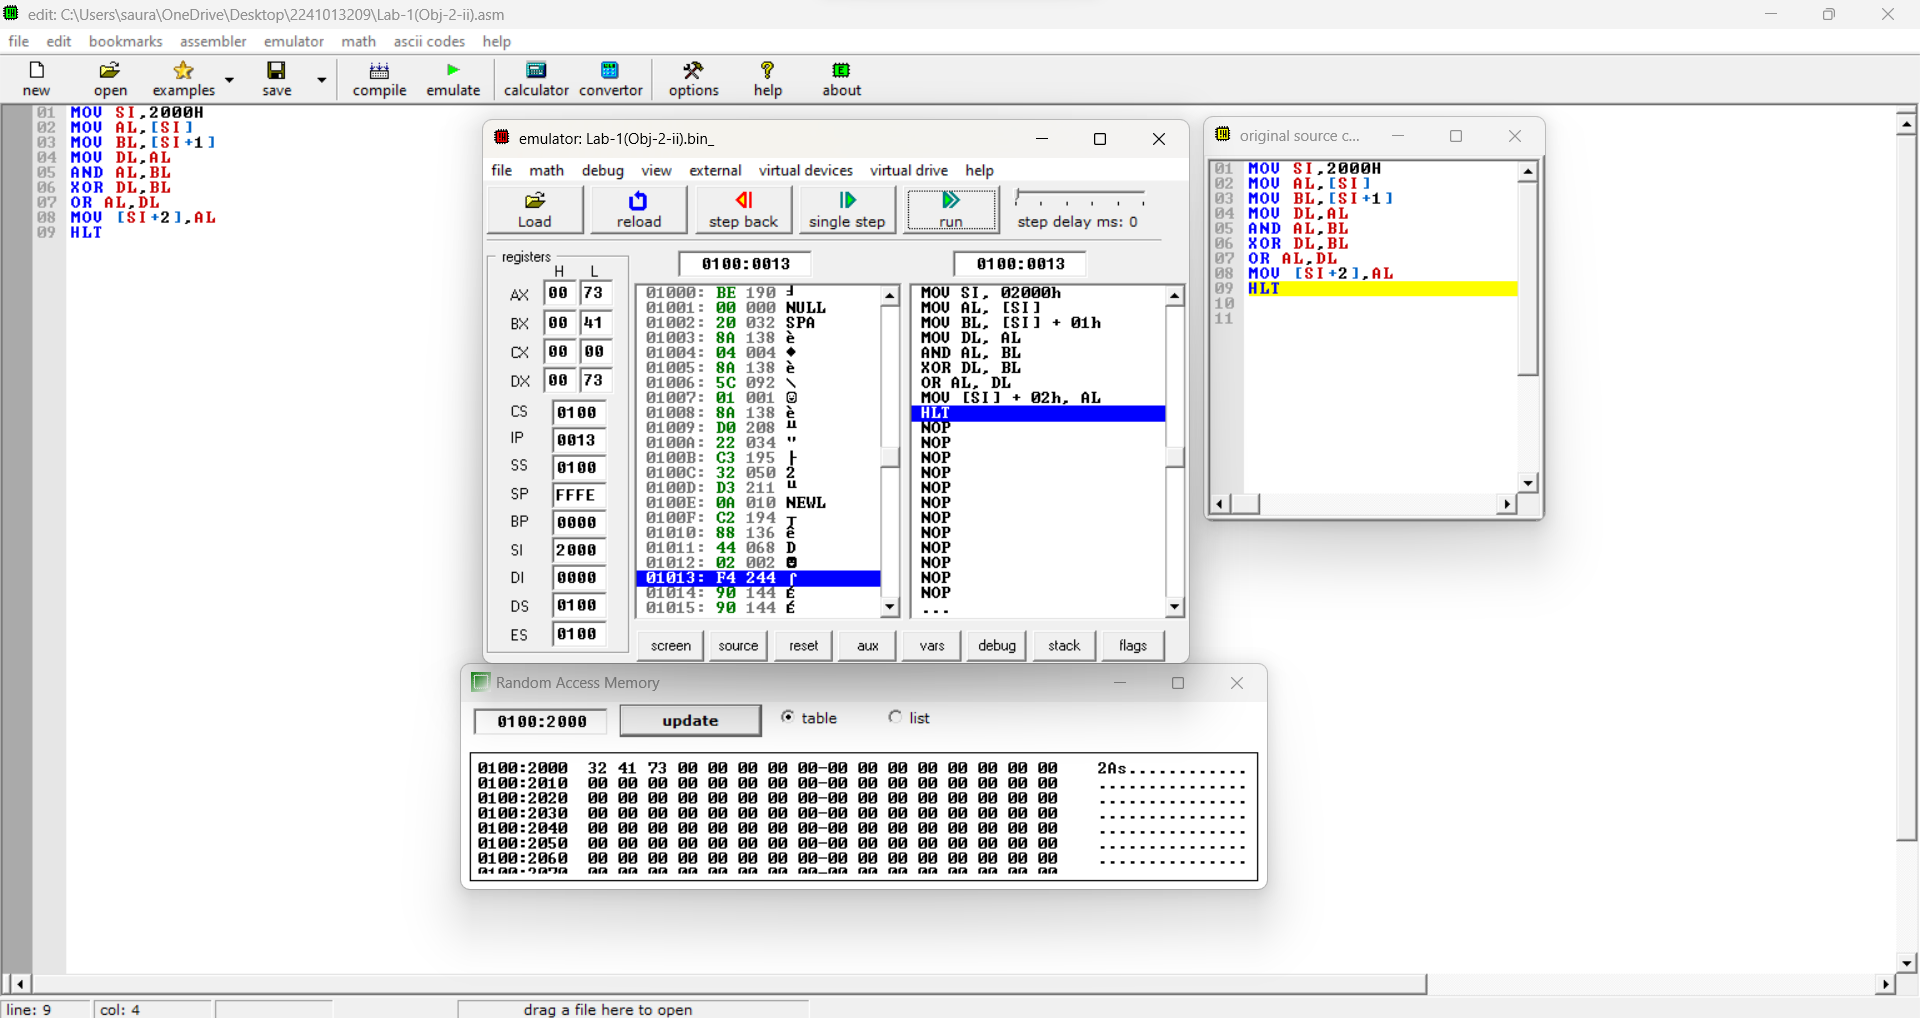 edit: C:\Users\saura\OneDrive\Desktop\2241013209\Lab-1(Obj-2-ii).asm
file edit bookmarks assembler emulator math ascii codes help
new open examples save compile emulate calculator convertor options help about
01 MOV SI,2000H
02 MOV AL,[SI]
03 MOV BL,[SI+1]
04 MOV DL,AL
05 AND AL,BL
06 XOR DL,BL
07 OR AL,DL
08 MOV [SI+2],AL
09 HLT
emulator: Lab-1(Obj-2-ii).bin_
file math debug view external virtual devices virtual drive help
Load reload step back single step run step delay ms: 0
registers
H L
AX 00 73
BX 00 41
CX 00 00
DX 00 73
CS 0100
IP 0013
SS 0100
SP FFFE
BP 0000
SI 2000
DI 0000
DS 0100
ES 0100
0100:0013
01000: BE 190 ╛
01001: 00 000 NULL
01002: 20 032 SPA
01003: 8A 138 è
01004: 04 004 ♦
01005: 8A 138 è
01006: 5C 092 \
01007: 01 001 ☺
01008: 8A 138 è
01009: D0 208 ╨
0100A: 22 034 "
0100B: C3 195 ├
0100C: 32 050 2
0100D: D3 211 ╙
0100E: 0A 010 NEWL
0100F: C2 194 ┬
01010: 88 136 ê
01011: 44 068 D
01012: 02 002 ☻
01013: F4 244 ⌠
01014: 90 144 É
01015: 90 144 É
0100:0013
MOV SI, 02000h
MOV AL, [SI]
MOV BL, [SI] + 01h
MOV DL, AL
AND AL, BL
XOR DL, BL
OR AL, DL
MOV [SI] + 02h, AL
HLT
NOP
NOP
NOP
NOP
NOP
NOP
NOP
NOP
NOP
NOP
NOP
NOP
...
screen source reset aux vars debug stack flags
original source c...
01 MOV SI,2000H
02 MOV AL,[SI]
03 MOV BL,[SI+1]
04 MOV DL,AL
05 AND AL,BL
06 XOR DL,BL
07 OR AL,DL
08 MOV [SI+2],AL
09 HLT
10
11
Random Access Memory
0100:2000 update table list
0100:2000 32 41 73 00 00 00 00 00-00 00 00 00 00 00 00 00 2As.............
0100:2010 00 00 00 00 00 00 00 00-00 00 00 00 00 00 00 00 ................
0100:2020 00 00 00 00 00 00 00 00-00 00 00 00 00 00 00 00 ................
0100:2030 00 00 00 00 00 00 00 00-00 00 00 00 00 00 00 00 ................
0100:2040 00 00 00 00 00 00 00 00-00 00 00 00 00 00 00 00 ................
0100:2050 00 00 00 00 00 00 00 00-00 00 00 00 00 00 00 00 ................
0100:2060 00 00 00 00 00 00 00 00-00 00 00 00 00 00 00 00 ................
0100:2070 00 00 00 00 00 00 00 00-00 00 00 00 00 00 00 00
line: 9 col: 4 drag a file here to open